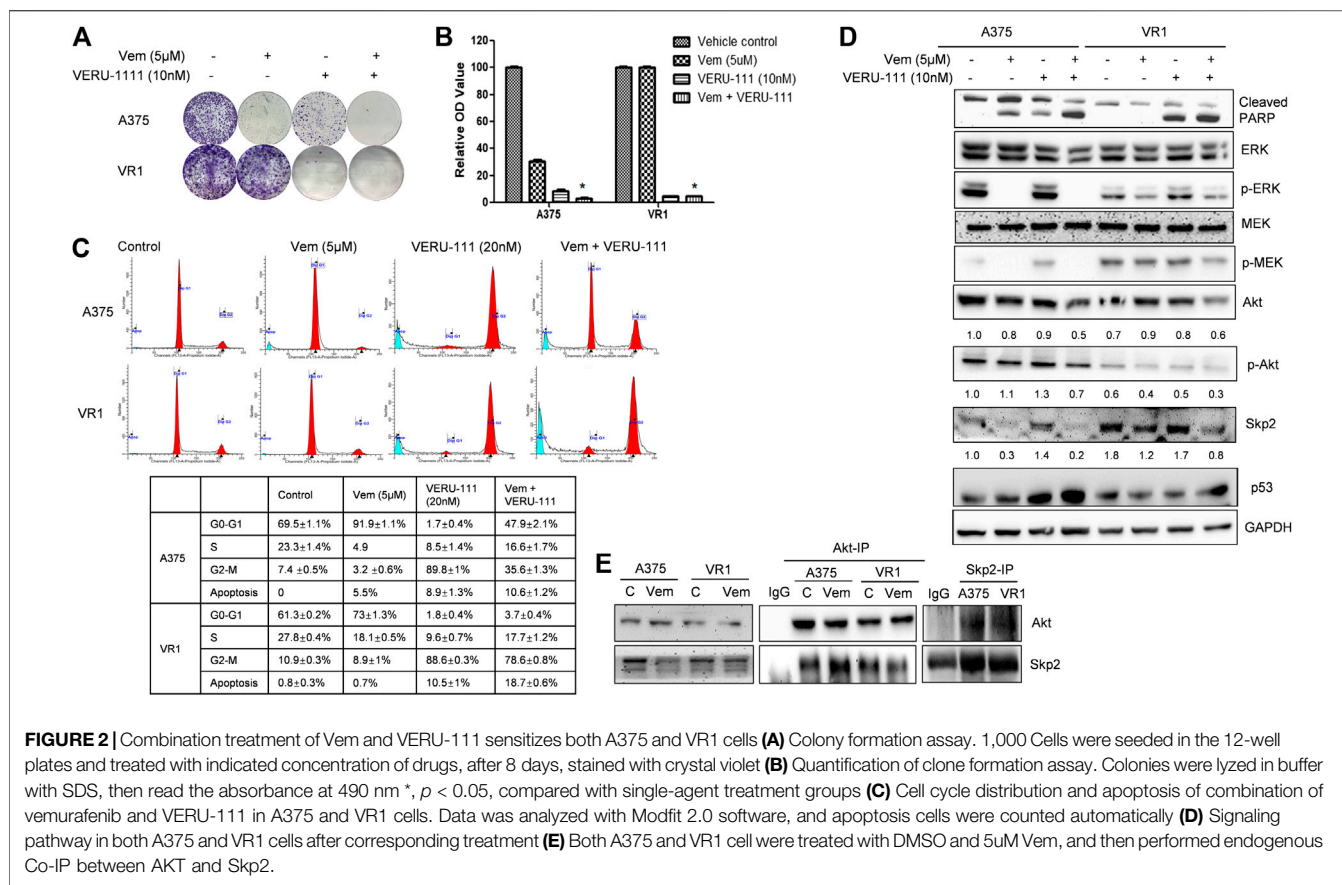 A
Vem (5μM) - + - +
VERU-1111 (10nM) - - + +
A375
VR1
B
Relative OD Value
120
100
80
60
40
20
0
A375
VR1
*
*
Vehicle control
Vem (5uM)
VERU-111 (10nM)
Vem + VERU-111
C
Control Vem (5μM) VERU-111 (20nM) Vem + VERU-111
A375
VR1
Control Vem (5μM) VERU-111 (20nM) Vem + VERU-111
A375
G0-G1 69.5±1.1% 91.9±1.1% 1.7±0.4% 47.9±2.1%
S 23.3±1.4% 4.9 8.5±1.4% 16.6±1.7%
G2-M 7.4 ±0.5% 3.2 ±0.6% 89.8±1% 35.6±1.3%
Apoptosis 0 5.5% 8.9±1.3% 10.6±1.2%
VR1
G0-G1 61.3±0.2% 73±1.3% 1.8±0.4% 3.7±0.4%
S 27.8±0.4% 18.1±0.5% 9.6±0.7% 17.7±1.2%
G2-M 10.9±0.3% 8.9±1% 88.6±0.3% 78.6±0.8%
Apoptosis 0.8±0.3% 0.7% 10.5±1% 18.7±0.6%
D
A375 VR1
Vem (5μM) - + - + - + - +
VERU-111 (10nM) - - + + - - + +
Cleaved
PARP
ERK
p-ERK
MEK
p-MEK
Akt
1.0 0.8 0.9 0.5 0.7 0.9 0.8 0.6
p-Akt
1.0 1.1 1.3 0.7 0.6 0.4 0.5 0.3
Skp2
1.0 0.3 1.4 0.2 1.8 1.2 1.7 0.8
p53
GAPDH
E
A375 VR1
C Vem C Vem
Akt-IP
A375 VR1
IgG C Vem C Vem
Skp2-IP
IgG A375 VR1
Akt
Skp2
FIGURE 2 | Combination treatment of Vem and VERU-111 sensitizes both A375 and VR1 cells (A) Colony formation assay. 1,000 Cells were seeded in the 12-well
plates and treated with indicated concentration of drugs, after 8 days, stained with crystal violet (B) Quantification of clone formation assay. Colonies were lyzed in buffer
with SDS, then read the absorbance at 490 nm *, p < 0.05, compared with single-agent treatment groups (C) Cell cycle distribution and apoptosis of combination of
vemurafenib and VERU-111 in A375 and VR1 cells. Data was analyzed with Modfit 2.0 software, and apoptosis cells were counted automatically (D) Signaling
pathway in both A375 and VR1 cells after corresponding treatment (E) Both A375 and VR1 cell were treated with DMSO and 5uM Vem, and then performed endogenous
Co-IP between AKT and Skp2.